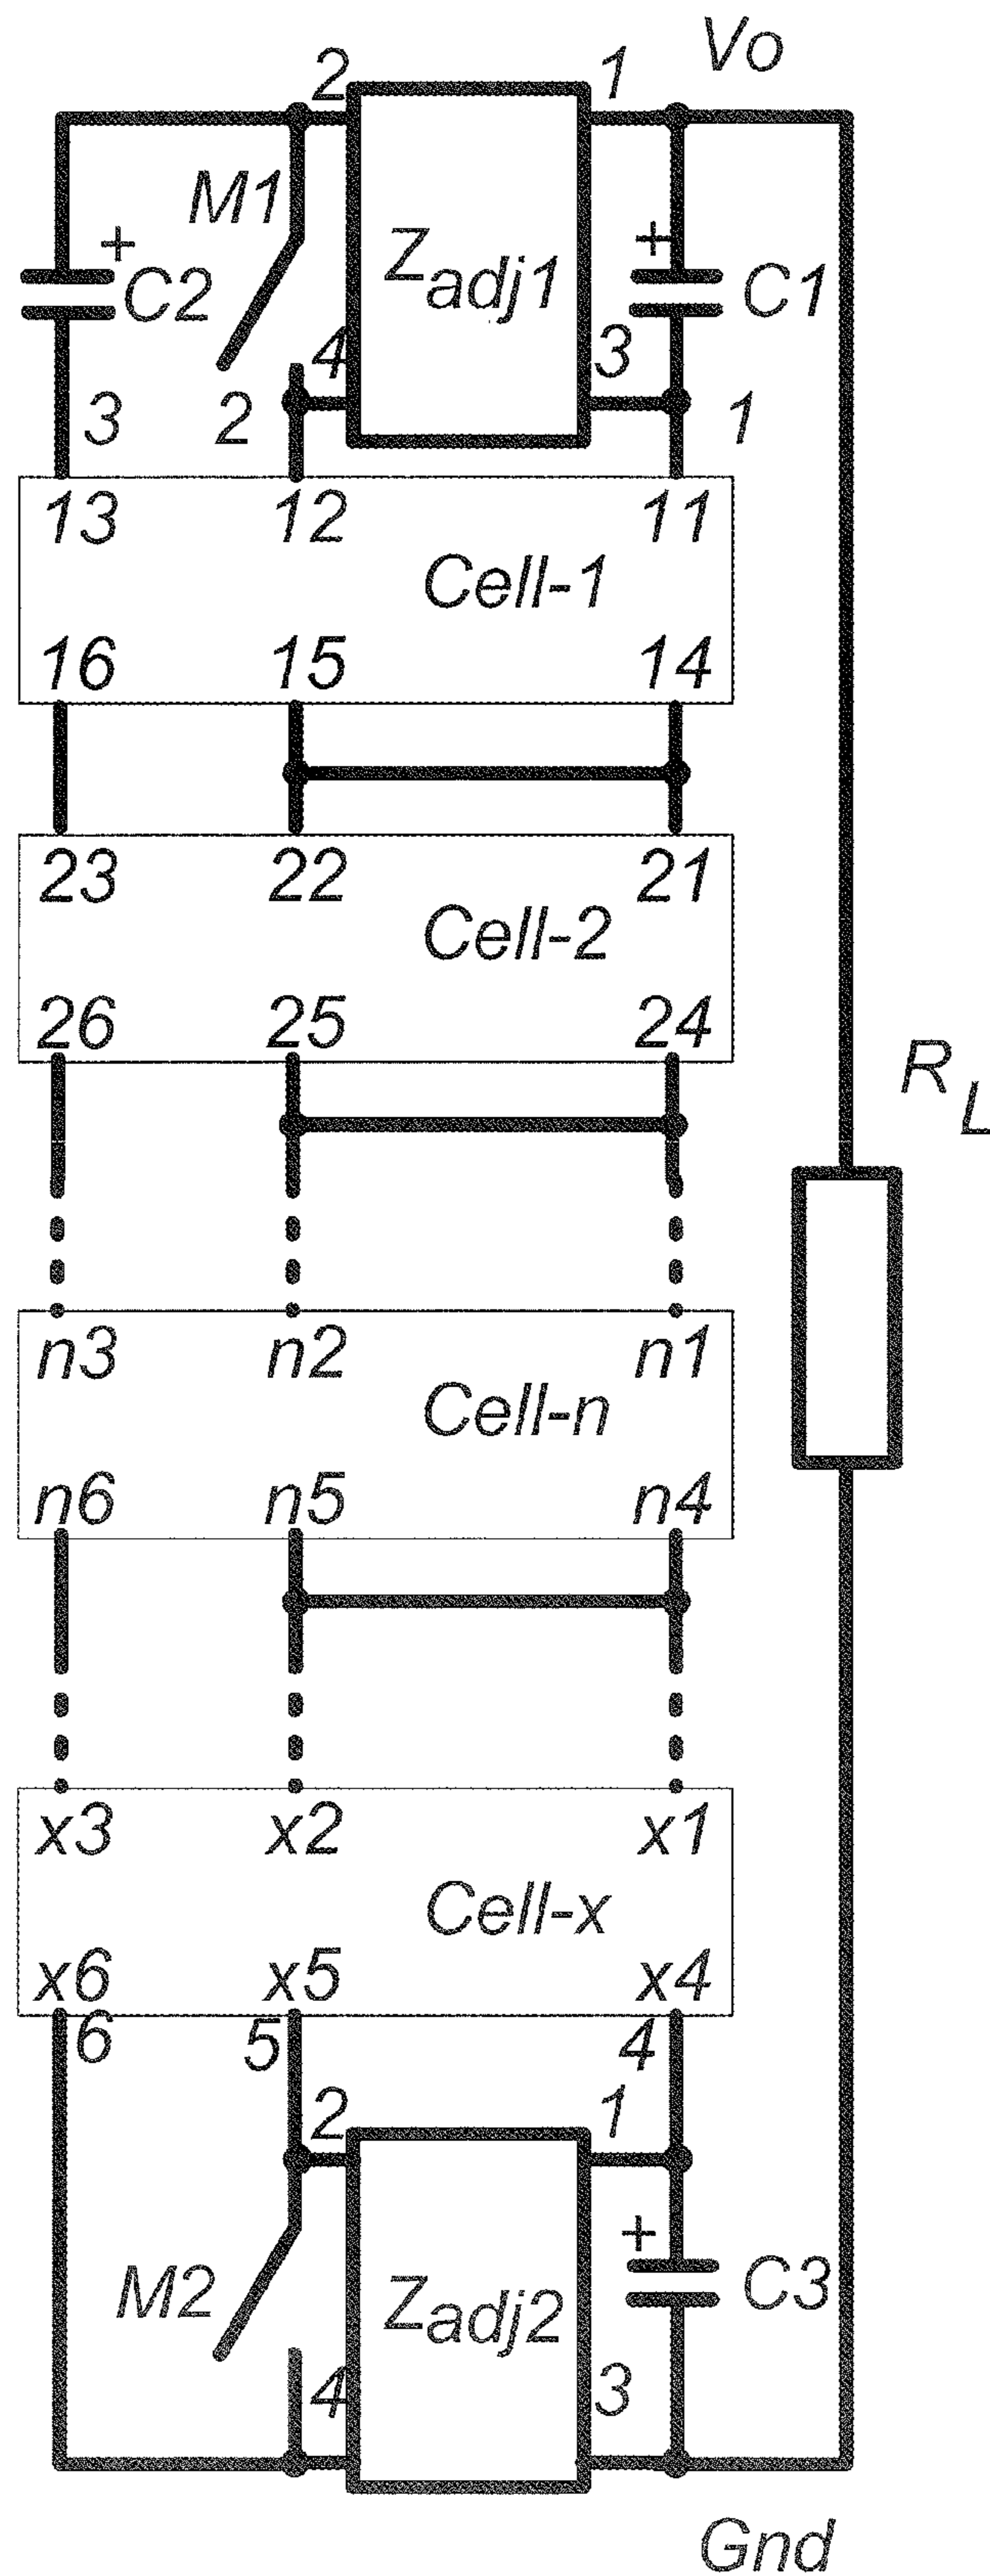 Vo
2 1
M1
+ + 
C2 Zadj1 C1
4 3
3 2 1
13 12 11
Cell-1
16 15 14
23 22 21
Cell-2
26 25 24
RL
n3 n2 n1
Cell-n
n6 n5 n4
x3 x2 x1
Cell-x
x6 x5 x4
6 5 4
2 1
+
M2 Zadj2 C3
4 3
Gnd